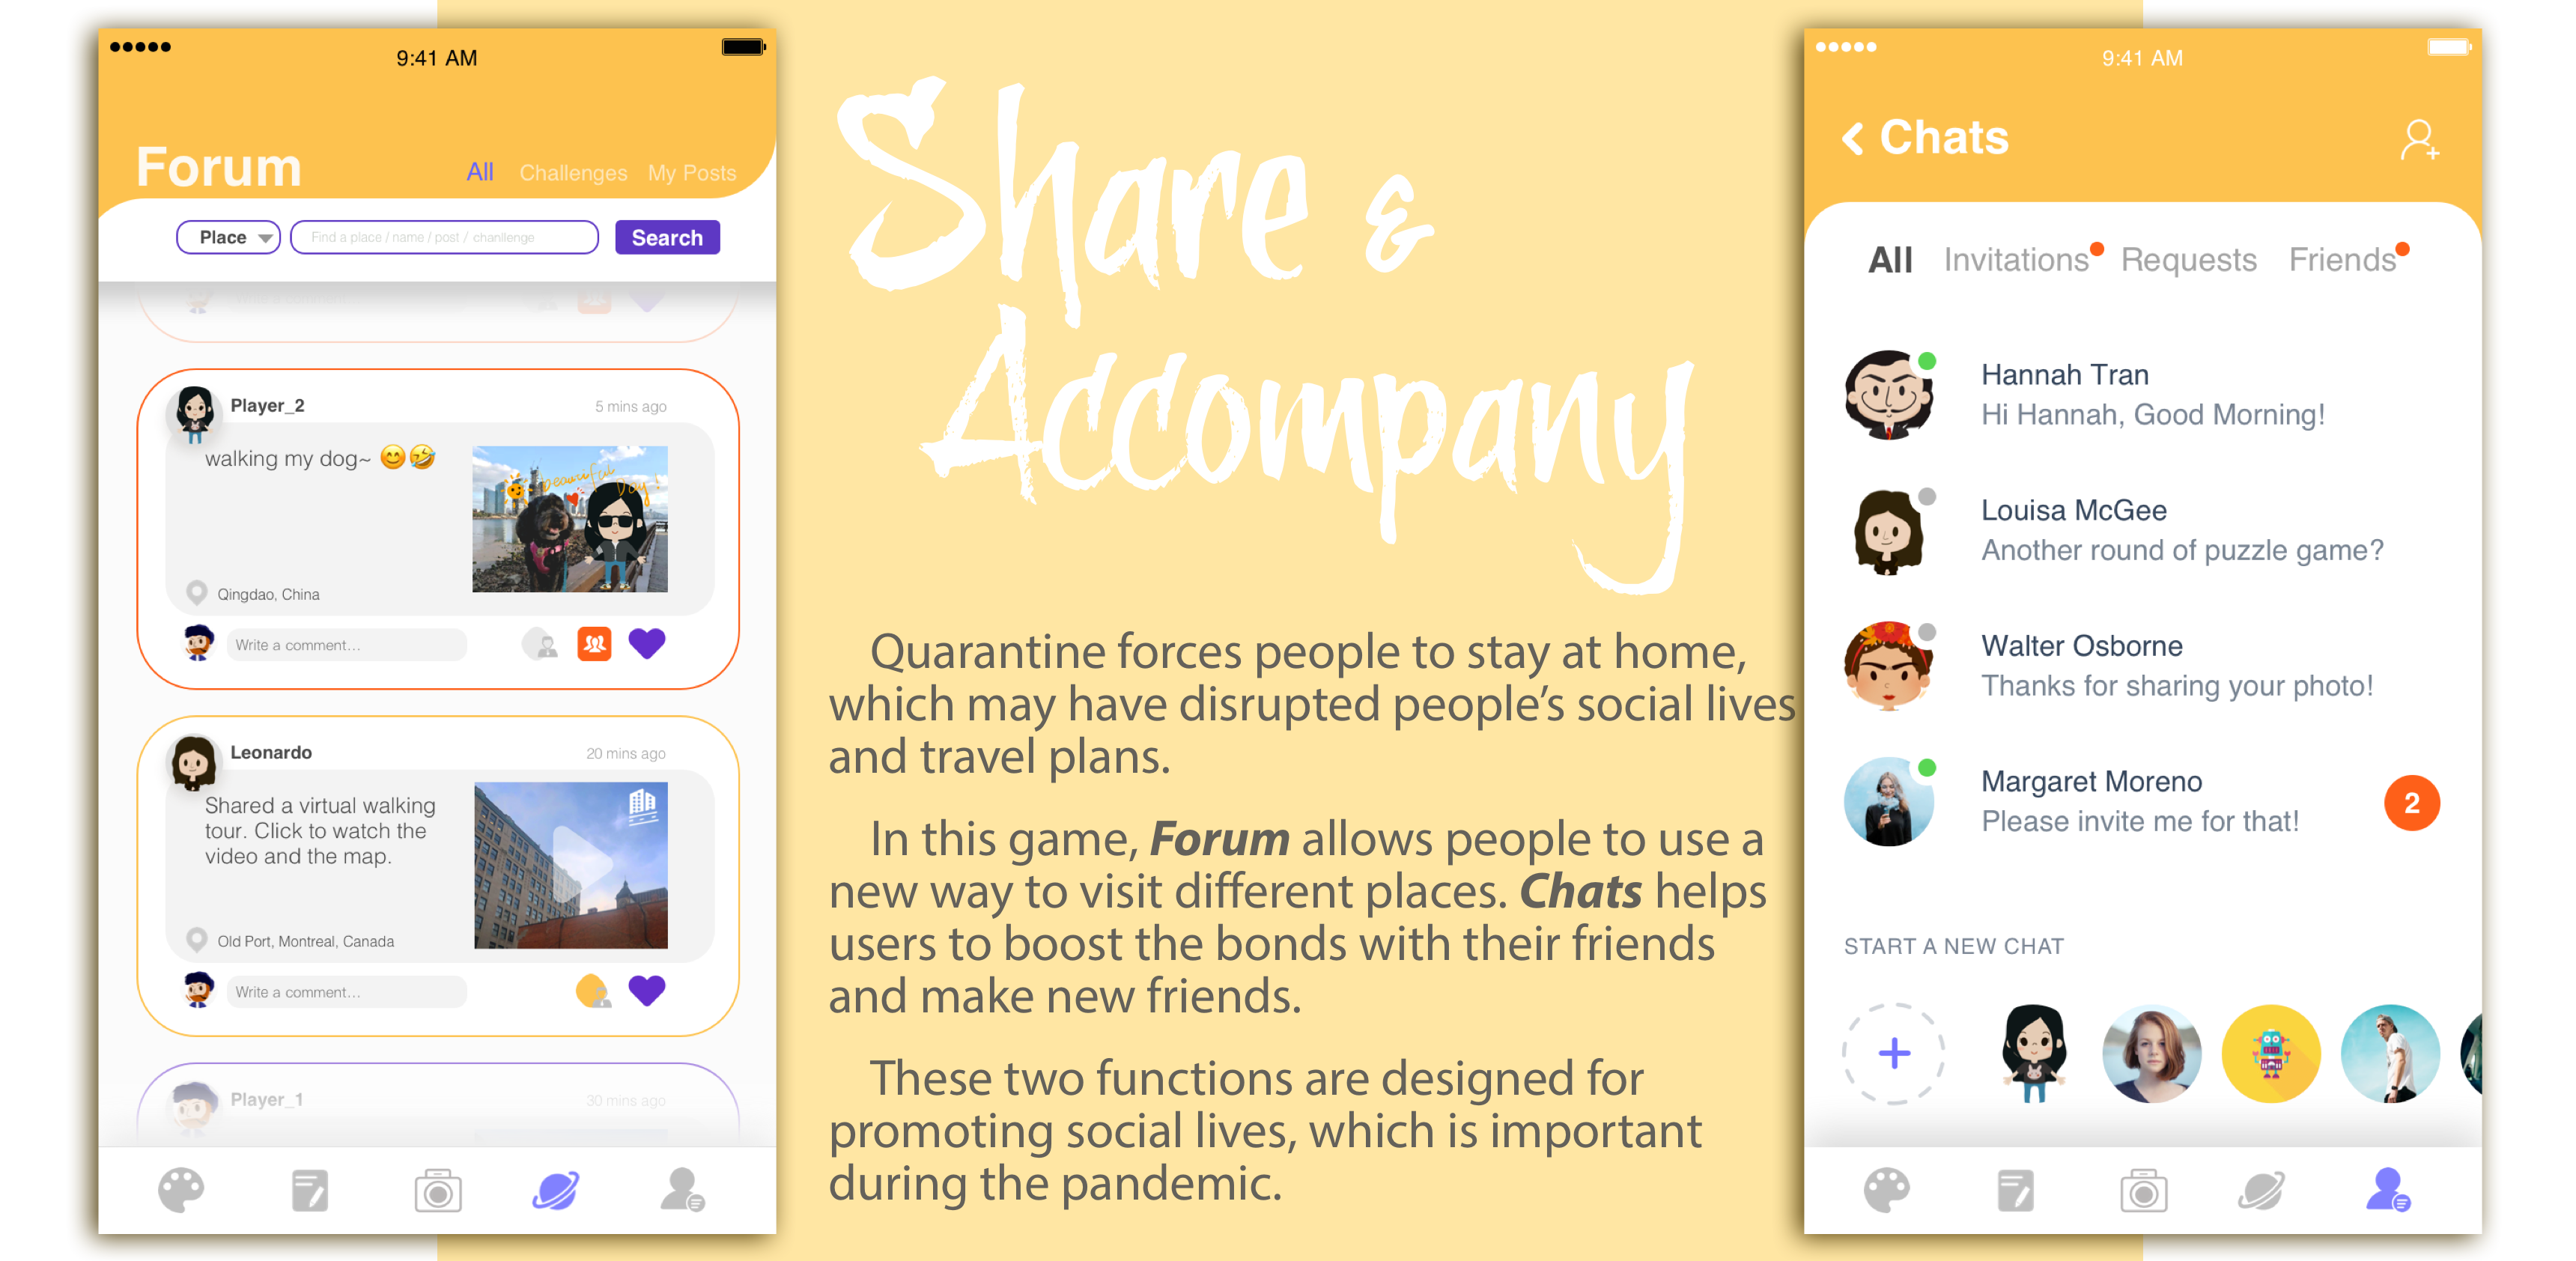 9:41 AM
Forum
All Challenges My Posts
Place
Find a place / name / post / chanllenge
Search
Player_2
5 mins ago
walking my dog~ 😊🤣
beautiful
Day!
Qingdao, China
Write a comment...
Leonardo
20 mins ago
Shared a virtual walking
tour. Click to watch the
video and the map.
Old Port, Montreal, Canada
Write a comment...
Player_1
30 mins ago
Share &
Accompany
Quarantine forces people to stay at home,
which may have disrupted people’s social lives
and travel plans.
In this game, Forum allows people to use a
new way to visit different places. Chats helps
users to boost the bonds with their friends
and make new friends.
These two functions are designed for
promoting social lives, which is important
during the pandemic.
9:41 AM
Chats
All Invitations Requests Friends
Hannah Tran
Hi Hannah, Good Morning!
Louisa McGee
Another round of puzzle game?
Walter Osborne
Thanks for sharing your photo!
Margaret Moreno
Please invite me for that!
2
START A NEW CHAT